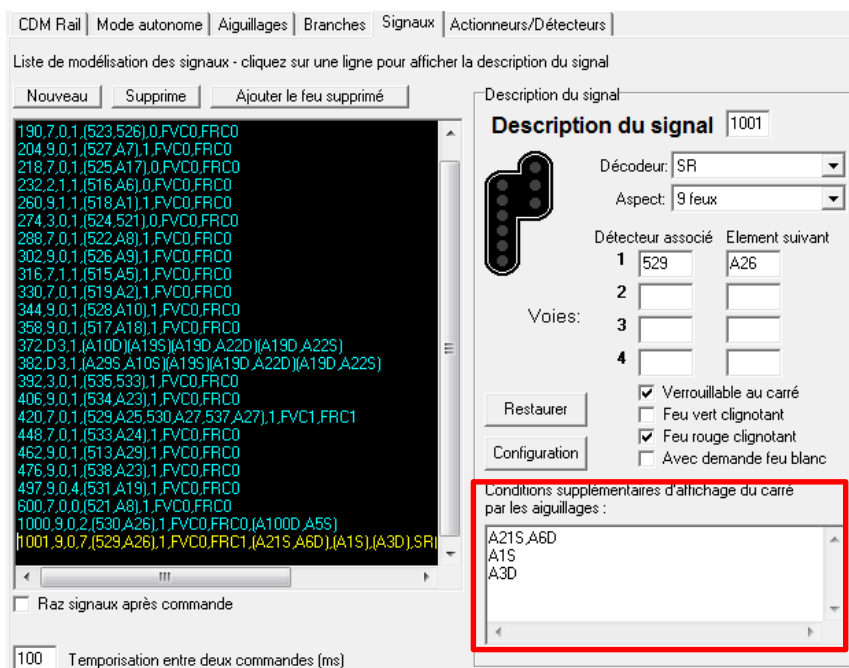 CDM Rail Mode autonome Aiguillages Branches Signaux Actionneurs/Détecteurs
Liste de modélisation des signaux - cliquez sur une ligne pour afficher la description du signal
Nouveau Supprime Ajouter le feu supprimé
190,7,0,1,(523,526),0,FVC0,FRC0
204,9,0,1,(527,A7),1,FVC0,FRC0
218,7,0,1,(525,A17),0,FVC0,FRC0
232,2,1,1,(516,A6),0,FVC0,FRC0
260,9,1,1,(518,A1),1,FVC0,FRC0
274,3,0,1,(524,521),0,FVC0,FRC0
288,7,0,1,(522,A8),1,FVC0,FRC0
302,9,0,1,(526,A9),1,FVC0,FRC0
316,7,1,1,(515,A5),1,FVC0,FRC0
330,7,0,1,(519,A2),1,FVC0,FRC0
344,9,0,1,(528,A10),1,FVC0,FRC0
358,9,0,1,(517,A18),1,FVC0,FRC0
372,D3,1,(A10D)(A19S)(A19D,A22D)(A19D,A22S)
382,D3,1,(A29S,A10S)(A19S)(A19D,A22D)(A19D,A22S)
392,3,0,1,(535,533),1,FVC0,FRC0
406,9,0,1,(534,A23),1,FVC0,FRC0
420,7,0,1,(529,A25,530,A27,537,A27),1,FVC1,FRC1
448,7,0,1,(533,A24),1,FVC0,FRC0
462,9,0,1,(513,A29),1,FVC0,FRC0
476,9,0,1,(538,A23),1,FVC0,FRC0
497,9,0,4,(531,A19),1,FVC0,FRC0
600,7,0,0,(521,A8),1,FVC0,FRC0
1000,9,0,2,(530,A26),1,FVC0,FRC0,(A100D,A5S)
1001,9,0,7,(529,A26),1,FVC0,FRC1,(A21S,A6D),(A1S),(A3D),SR(
Raz signaux après commande
100 Temporisation entre deux commandes (ms)
Description du signal
Description du signal 1001
Décodeur: SR
Aspect: 9 feux
Détecteur associé Element suivant
1 529 A26
2
Voies:
3
4
Restaurer
Configuration
Verrouillable au carré
Feu vert clignotant
Feu rouge clignotant
Avec demande feu blanc
Conditions supplémentaires d'affichage du carré
par les aiguillages :
A21S,A6D
A1S
A3D